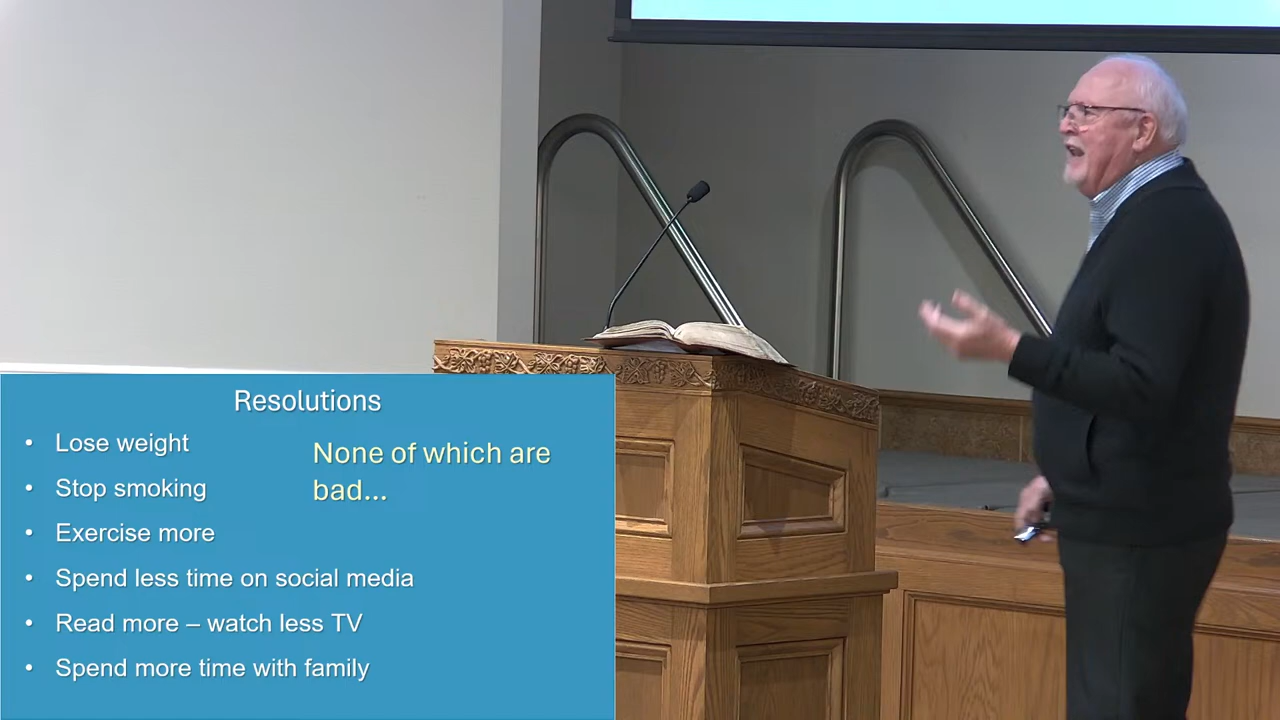 Resolutions
• Lose weight
• Stop smoking
• Exercise more
• Spend less time on social media
• Read more – watch less TV
• Spend more time with family
None of which are
bad...